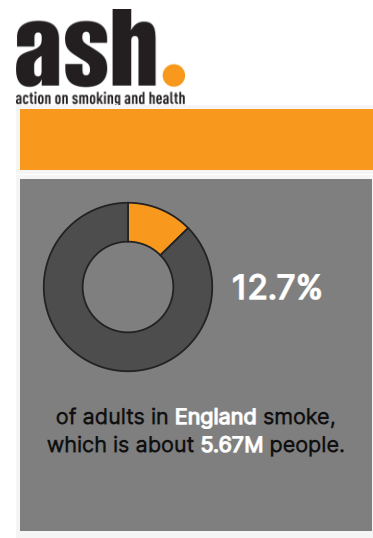 ash.
action on smoking and health
12.7%
of adults in England smoke,
which is about 5.67M people.